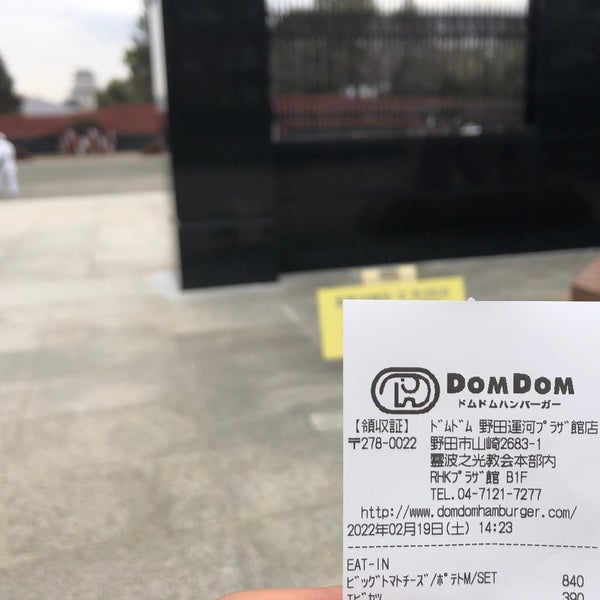 DOMDOM
ドムドムハンバーガー
【領収証】 ﾄﾞﾑﾄﾞﾑ 野田運河ﾌﾟﾗｻﾞ館店
〒278-0022 野田市山崎2683-1
霊波之光教会本部内
RHKﾌﾟﾗｻﾞ館 B1F
TEL.04-7121-7277
http://www.domdomhamburger.com/
2022年02月19日(土) 14:23
EAT-IN
ﾋﾞｯｸﾞﾄﾏﾄﾁｰｽﾞ/ﾎﾟﾃﾄM/SET 840
ｴﾋﾞｶﾂ 390